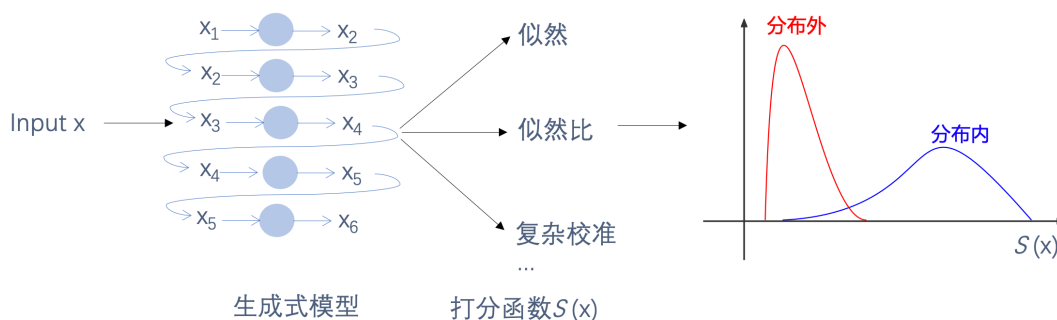 Input x
x1 x2
x2 x3
x3 x4
x4 x5
x5 x6
生成式模型
似然
似然比
复杂校准
...
打分函数S (x)
分布外
分布内
S (x)